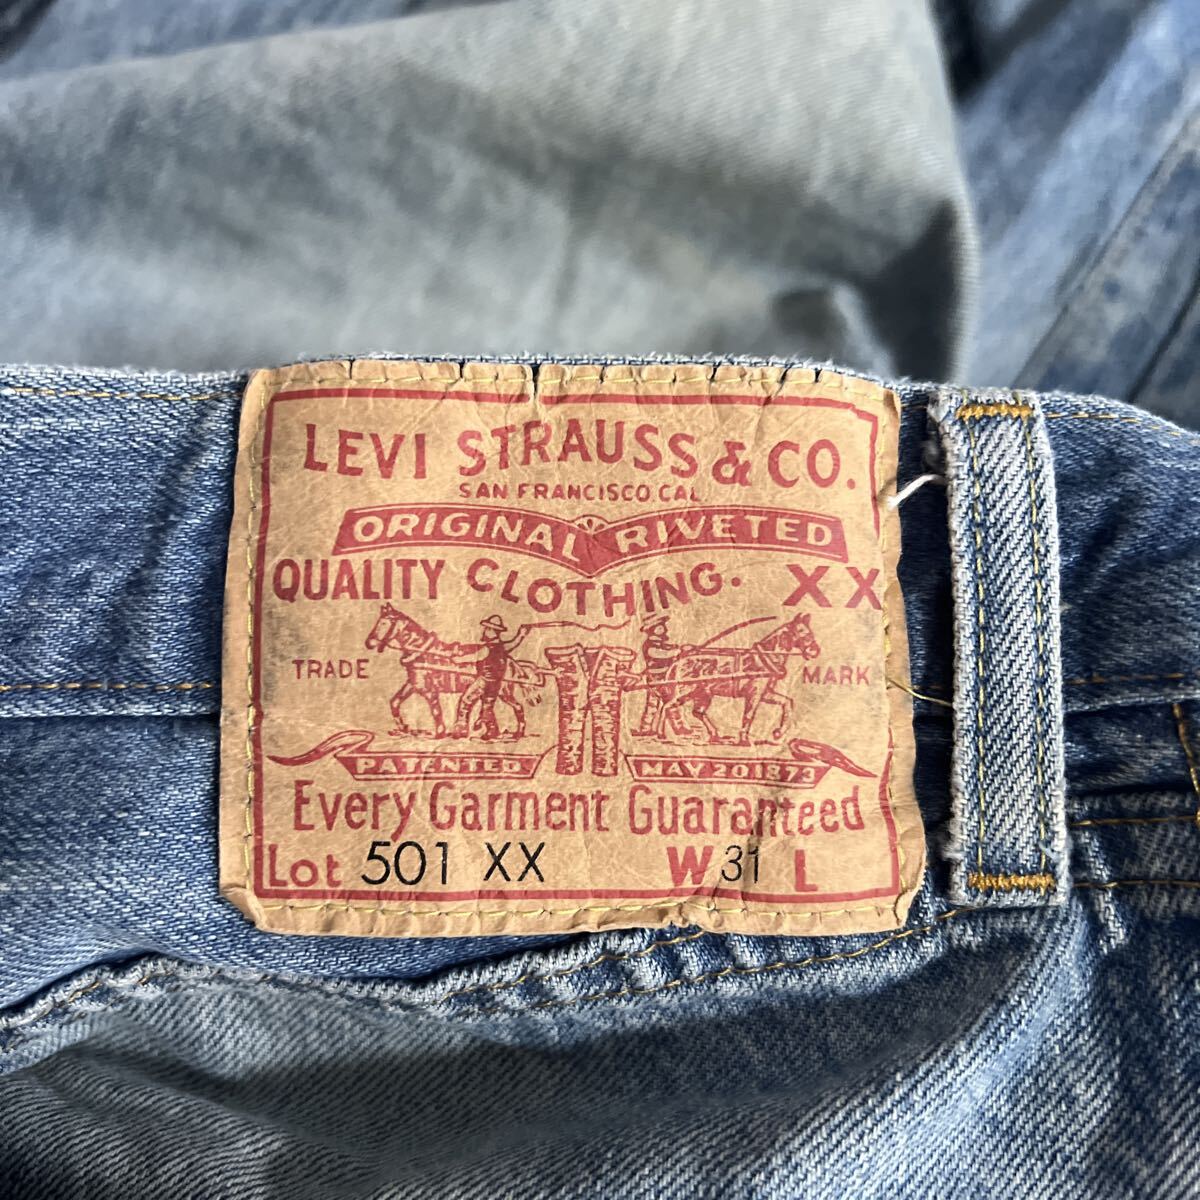 LEVI STRAUSS & CO.
SAN FRANCISCO CAL.
ORIGINAL RIVETED
QUALITY CLOTHING. XX
TRADE MARK
PATENTED MAY 20 1873
Every Garment Guaranteed
Lot 501 XX W 31 L